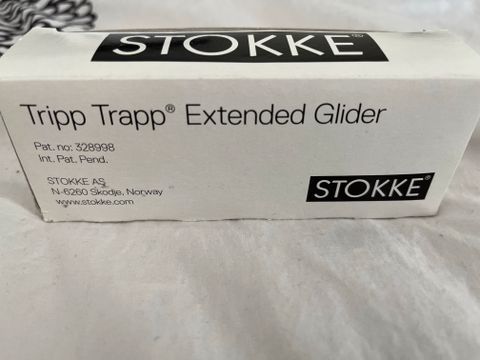 STOKKE®
Tripp Trapp® Extended Glider
Pat. no: 328998
Int. Pat. Pend.
STOKKE AS
N-6260 Skodje, Norway
www.stokke.com
STOKKE®